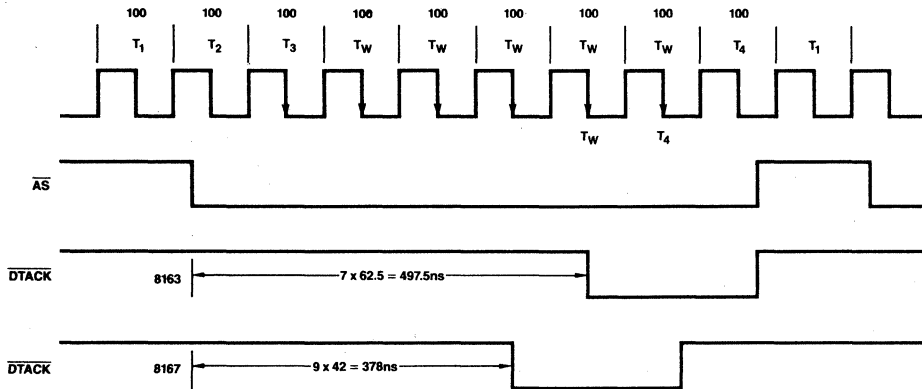 100 100 100 100 100 100 100 100 100
T1 T2 T3 TW TW TW TW TW T4 T1
TW T4
AS
DTACK 8163 7 x 62.5 = 497.5ns
DTACK 8167 9 x 42 = 378ns